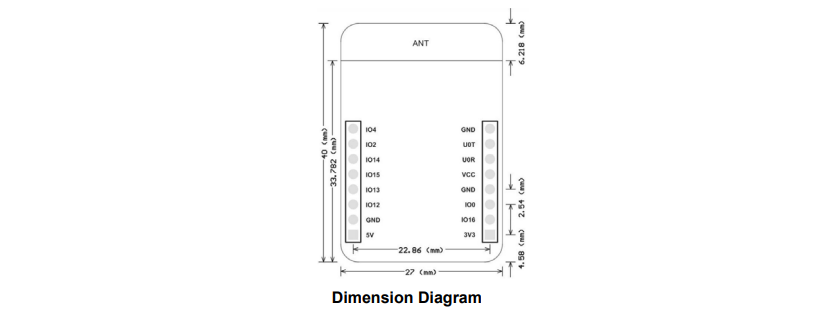 ANT
6.218 (mm)
40 (mm)
33.782 (mm)
IO4 GND
IO2 U0T
IO14 U0R
IO15 VCC
IO13 GND
IO12 IO0
GND IO16
5V 3V3
2.54 (mm)
4.58 (mm)
22.86 (mm)
27 (mm)
Dimension Diagram